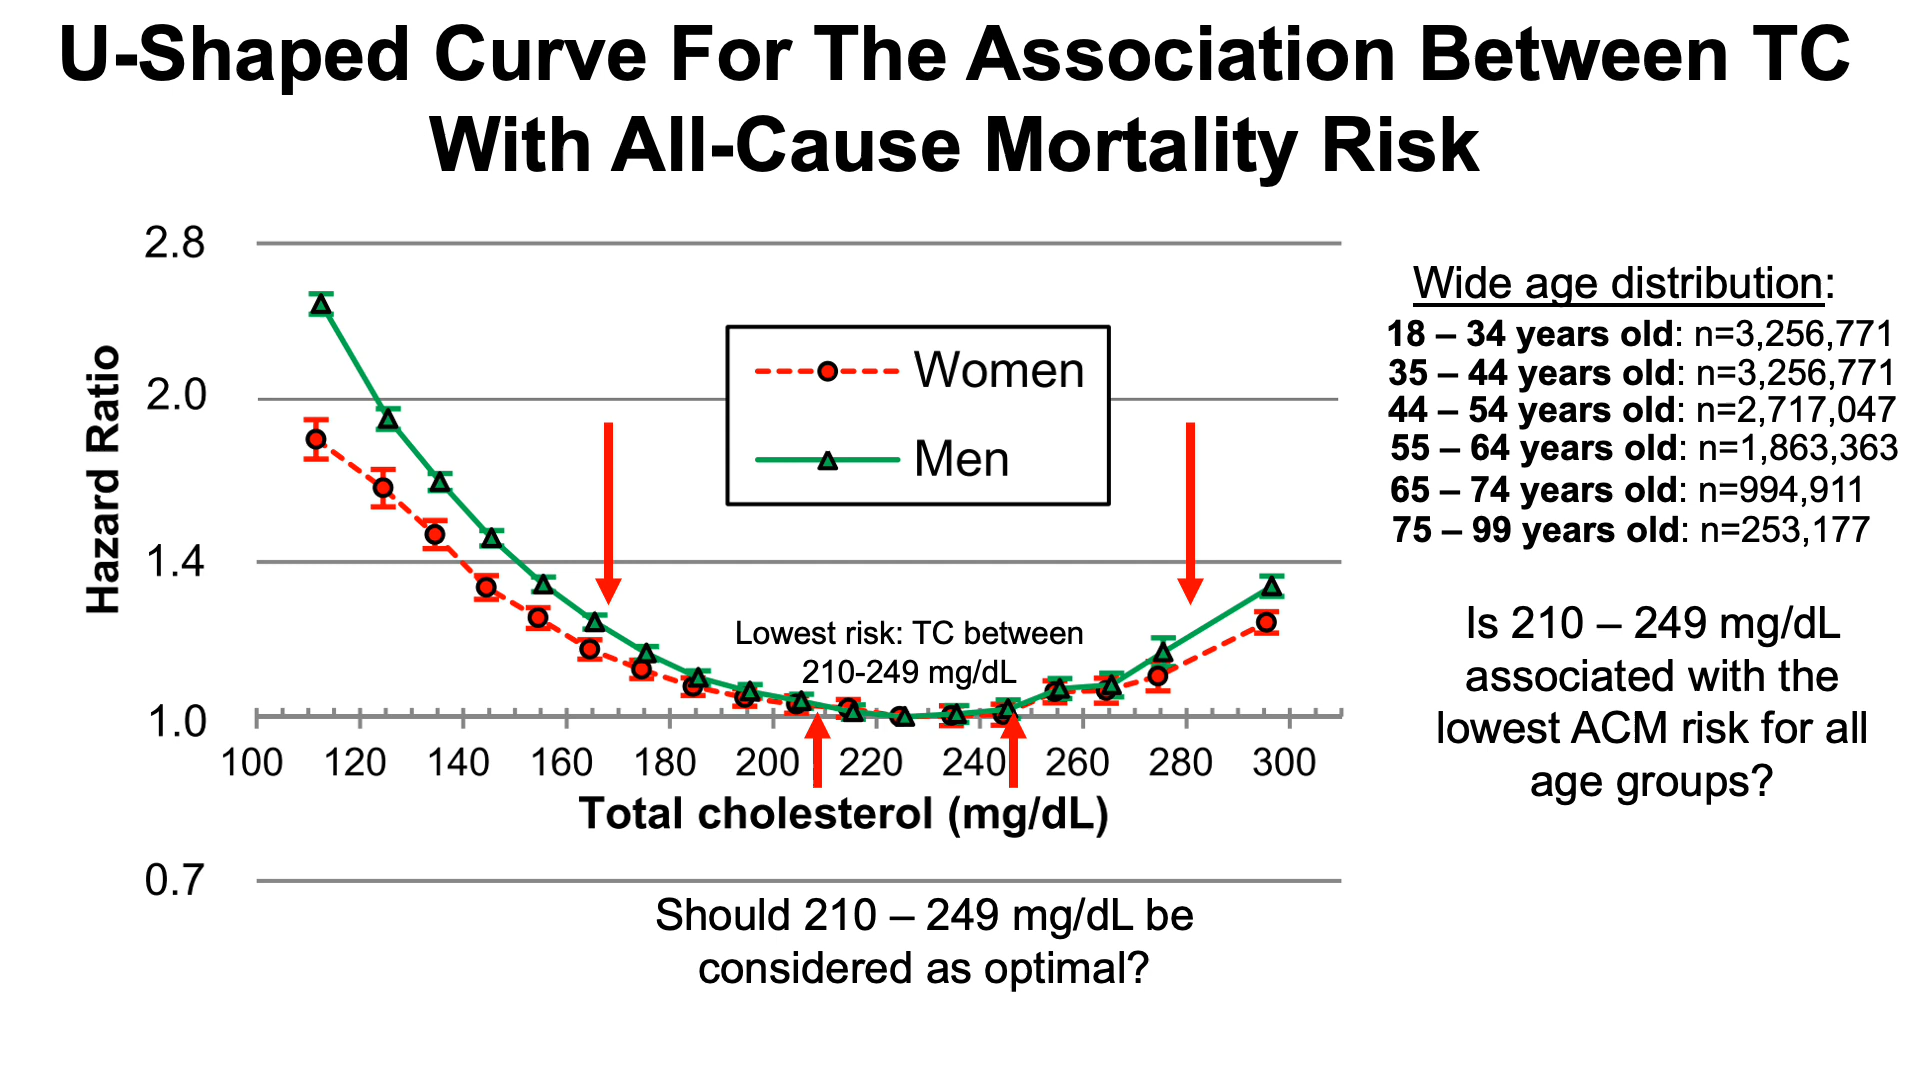 U-Shaped Curve For The Association Between TC
With All-Cause Mortality Risk
2.8
2.0
1.4
1.0
0.7
Hazard Ratio
Women
Men
Lowest risk: TC between
210-249 mg/dL
100 120 140 160 180 200 220 240 260 280 300
Total cholesterol (mg/dL)
Should 210 – 249 mg/dL be
considered as optimal?
Wide age distribution:
18 – 34 years old: n=3,256,771
35 – 44 years old: n=3,256,771
44 – 54 years old: n=2,717,047
55 – 64 years old: n=1,863,363
65 – 74 years old: n=994,911
75 – 99 years old: n=253,177
Is 210 – 249 mg/dL
associated with the
lowest ACM risk for all
age groups?